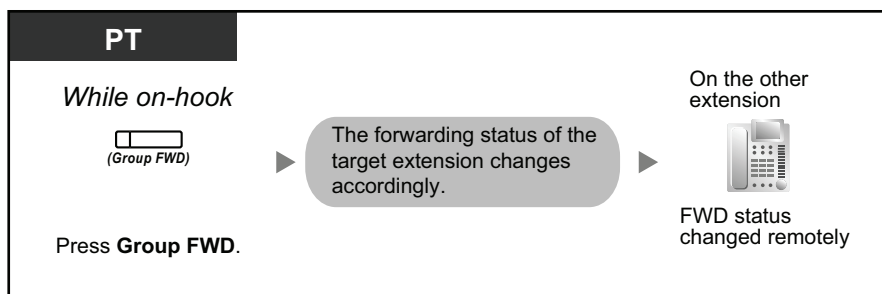 PT
While on-hook
(Group FWD)
Press Group FWD.
The forwarding status of the
target extension changes
accordingly.
On the other
extension
FWD status
changed remotely